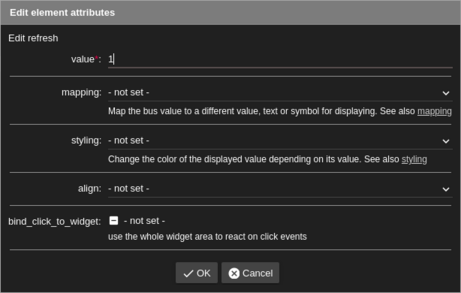 Edit element attributes
Edit refresh
value*: 1
mapping: - not set -
Map the bus value to a different value, text or symbol for displaying. See also mapping
styling: - not set -
Change the color of the displayed value depending on its value. See also styling
align: - not set -
bind_click_to_widget: - not set -
use the whole widget area to react on click events
OK Cancel